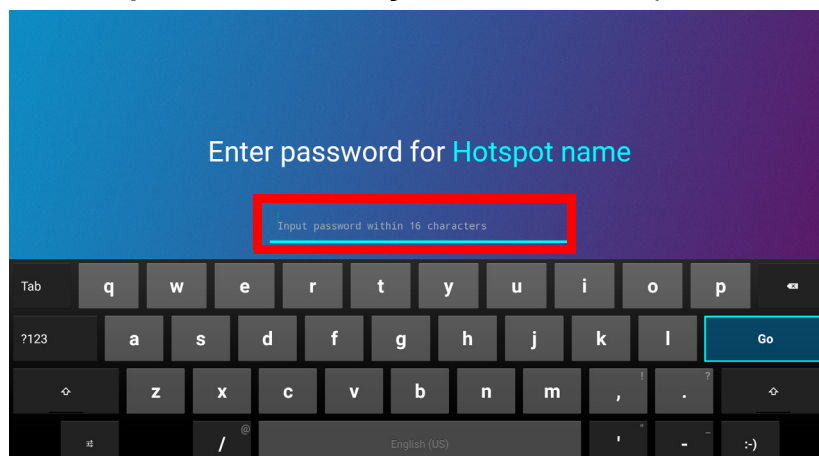 Enter password for Hotspot name
Input password within 16 characters
Tab q w e r t y u i o p
?123 a s d f g h j k l Go
z x c v b n m , ! . ?
/ @ English (US) ' " - _ :-)